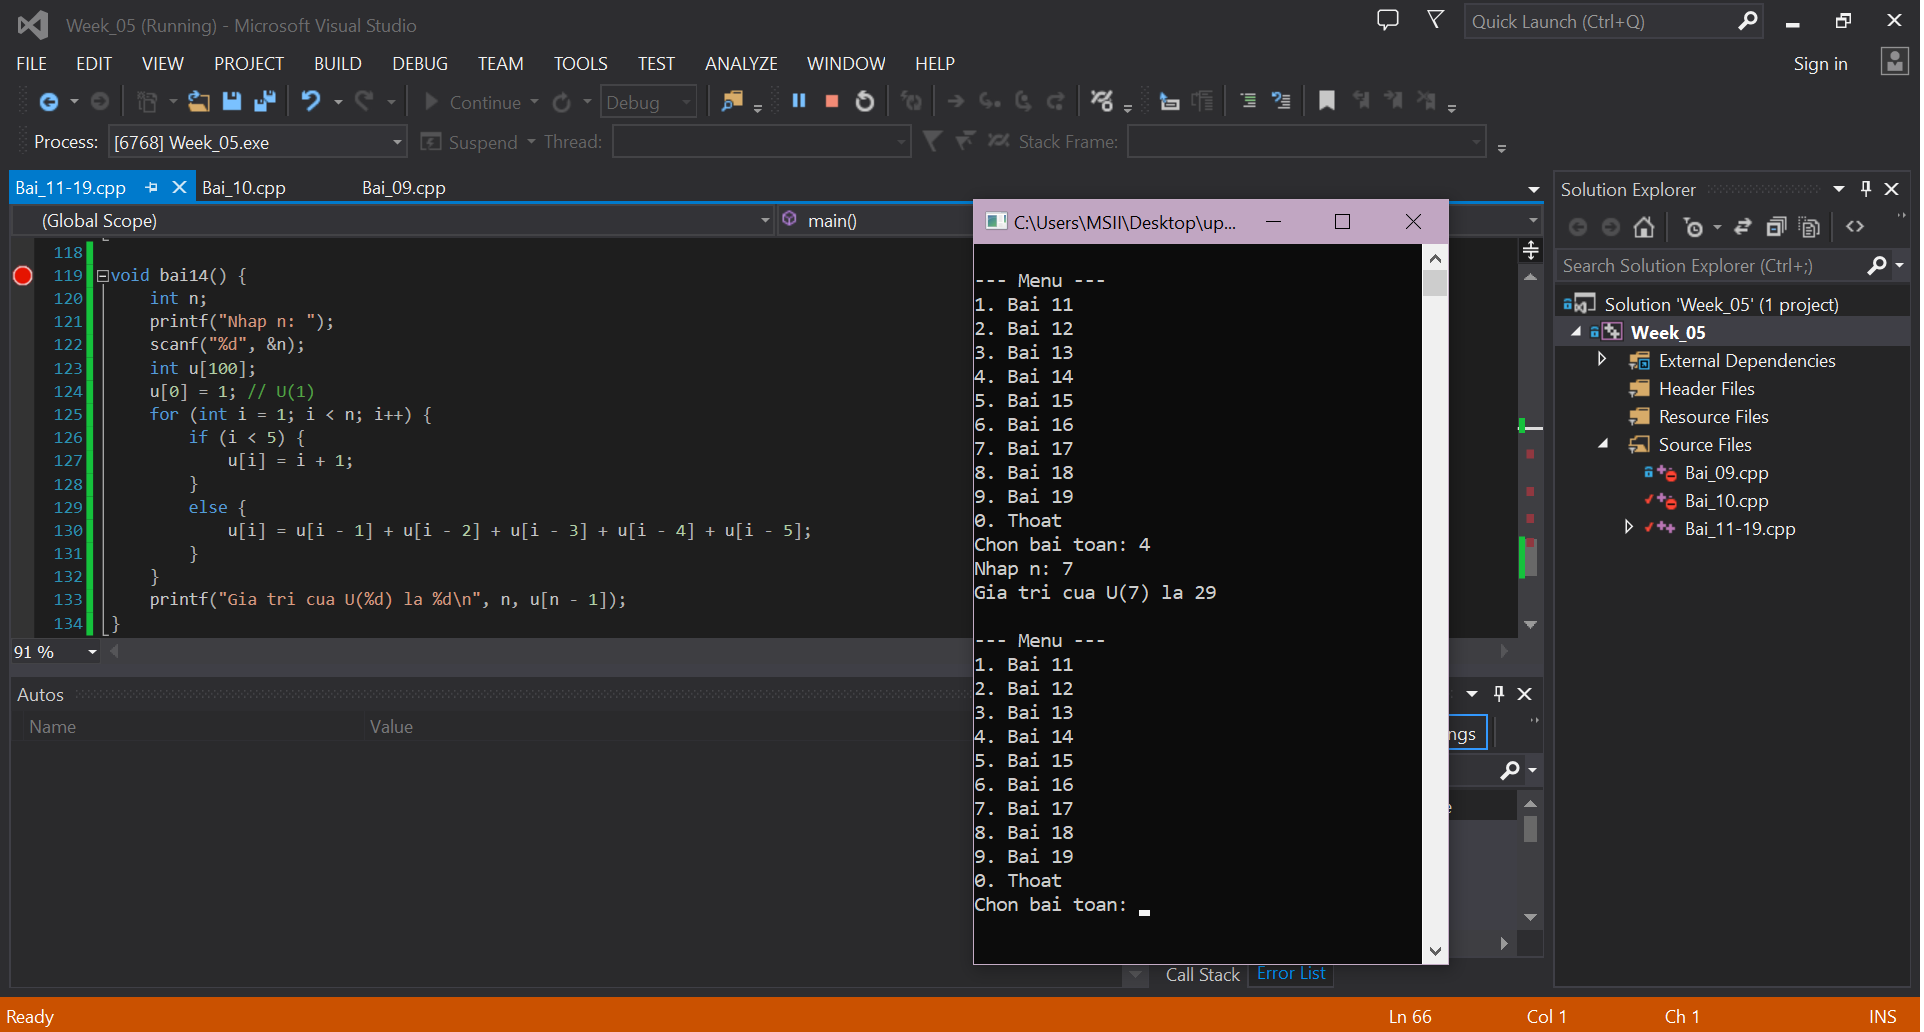 Week_05 (Running) - Microsoft Visual Studio
Quick Launch (Ctrl+Q)
FILE EDIT VIEW PROJECT BUILD DEBUG TEAM TOOLS TEST ANALYZE WINDOW HELP
Sign in
Continue
Debug
Process: [6768] Week_05.exe
Suspend
Thread:
Stack Frame:
Bai_11-19.cpp
Bai_10.cpp
Bai_09.cpp
(Global Scope)
main()
118
119 void bai14() {
120 int n;
121 printf("Nhap n: ");
122 scanf("%d", &n);
123 int u[100];
124 u[0] = 1; // U(1)
125 for (int i = 1; i < n; i++) {
126 if (i < 5) {
127 u[i] = i + 1;
128 }
129 else {
130 u[i] = u[i - 1] + u[i - 2] + u[i - 3] + u[i - 4] + u[i - 5];
131 }
132 }
133 printf("Gia tri cua U(%d) la %d\n", n, u[n - 1]);
134 }
91 %
Autos
Name Value
C:\Users\MSII\Desktop\up...
--- Menu ---
1. Bai 11
2. Bai 12
3. Bai 13
4. Bai 14
5. Bai 15
6. Bai 16
7. Bai 17
8. Bai 18
9. Bai 19
0. Thoat
Chon bai toan: 4
Nhap n: 7
Gia tri cua U(7) la 29
--- Menu ---
1. Bai 11
2. Bai 12
3. Bai 13
4. Bai 14
5. Bai 15
6. Bai 16
7. Bai 17
8. Bai 18
9. Bai 19
0. Thoat
Chon bai toan:
ngs
Call Stack
Error List
Solution Explorer
Search Solution Explorer (Ctrl+;)
Solution 'Week_05' (1 project)
Week_05
External Dependencies
Header Files
Resource Files
Source Files
Bai_09.cpp
Bai_10.cpp
Bai_11-19.cpp
Ready
Ln 66
Col 1
Ch 1
INS